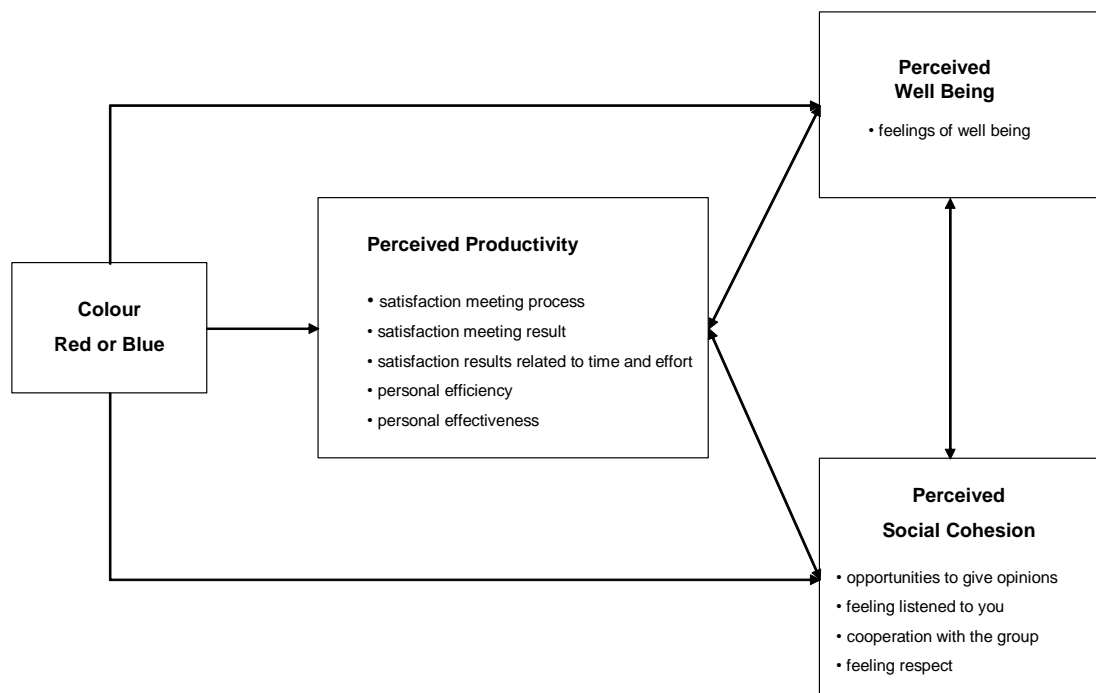 Perceived
Well Being
• feelings of well being
Perceived Productivity
• satisfaction meeting process
• satisfaction meeting result
• satisfaction results related to time and effort
• personal efficiency
• personal effectiveness
Colour
Red or Blue
Perceived
Social Cohesion
• opportunities to give opinions
• feeling listened to you
• cooperation with the group
• feeling respect